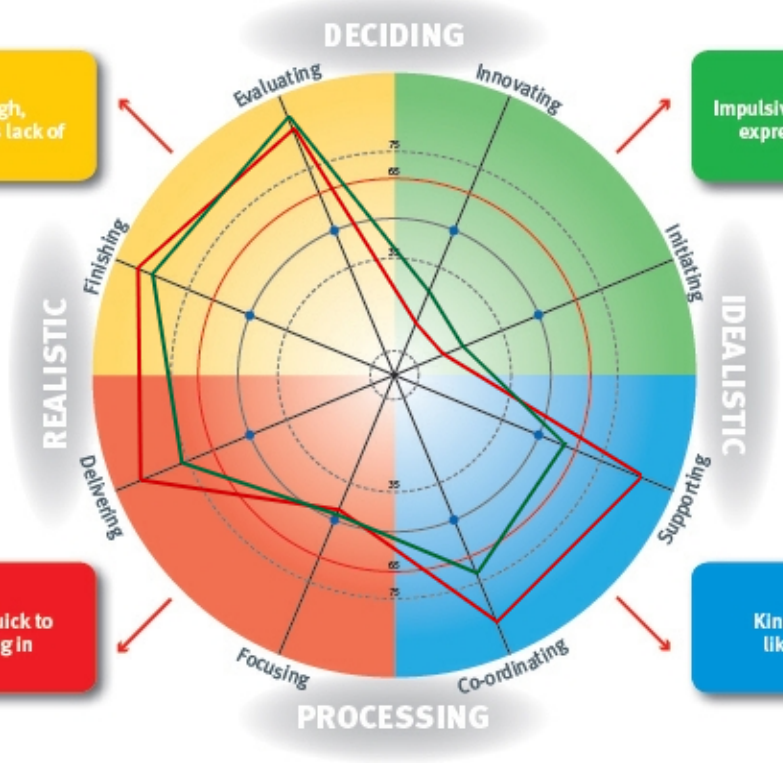 DECIDING
Evaluating
Innovating
gh,
lack of
Impulsiv
expre
75
65
35
Finishing
Initiating
REALISTIC
IDEALISTIC
Delivering
Supporting
35
65
75
uick to
g in
Kin
lik
Focusing
Co-ordinating
PROCESSING